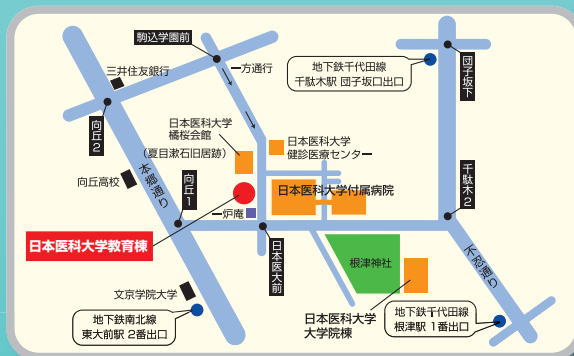 駒込学園前
三井住友銀行
一方通行
地下鉄千代田線
千駄木駅 団子坂口出口
団子坂下
向丘2
日本医科大学
橘桜会館
(夏目漱石旧居跡)
日本医科大学
健診医療センター
向丘高校
本郷通り
向丘1
日本医科大学付属病院
千駄木2
一炉庵
日本医科大学教育棟
日本医大前
根津神社
不忍通り
文京学院大学
地下鉄南北線
東大前駅 2番出口
日本医科大学
大学院棟
地下鉄千代田線
根津駅 1番出口